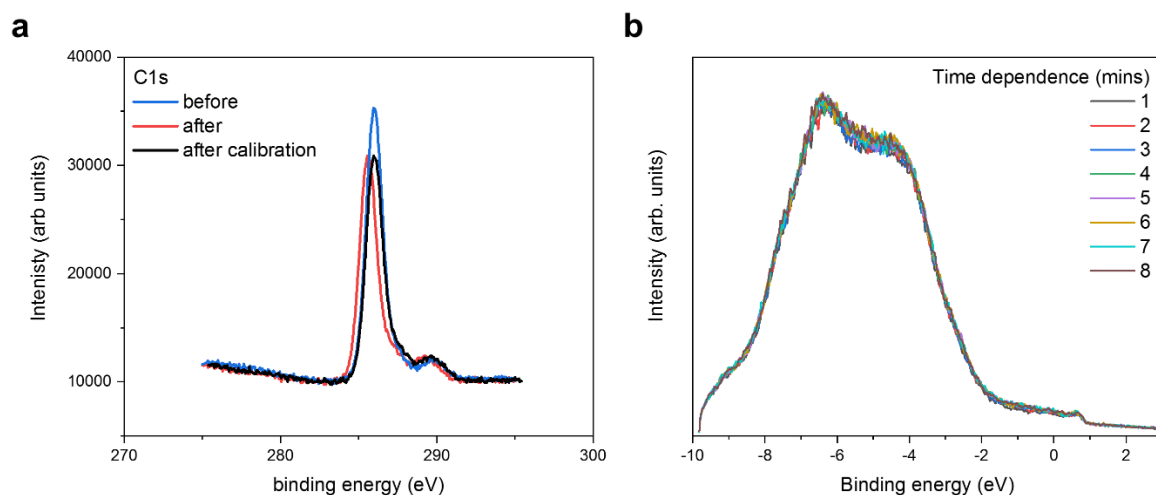 a
b
40000
30000
20000
10000
270
280
290
300
Intenisty (arb units)
binding energy (eV)
C1s
before
after
after calibration
Time dependence (mins)
1
2
3
4
5
6
7
8
Intensity (arb. units)
-10
-8
-6
-4
-2
0
2
Binding energy (eV)